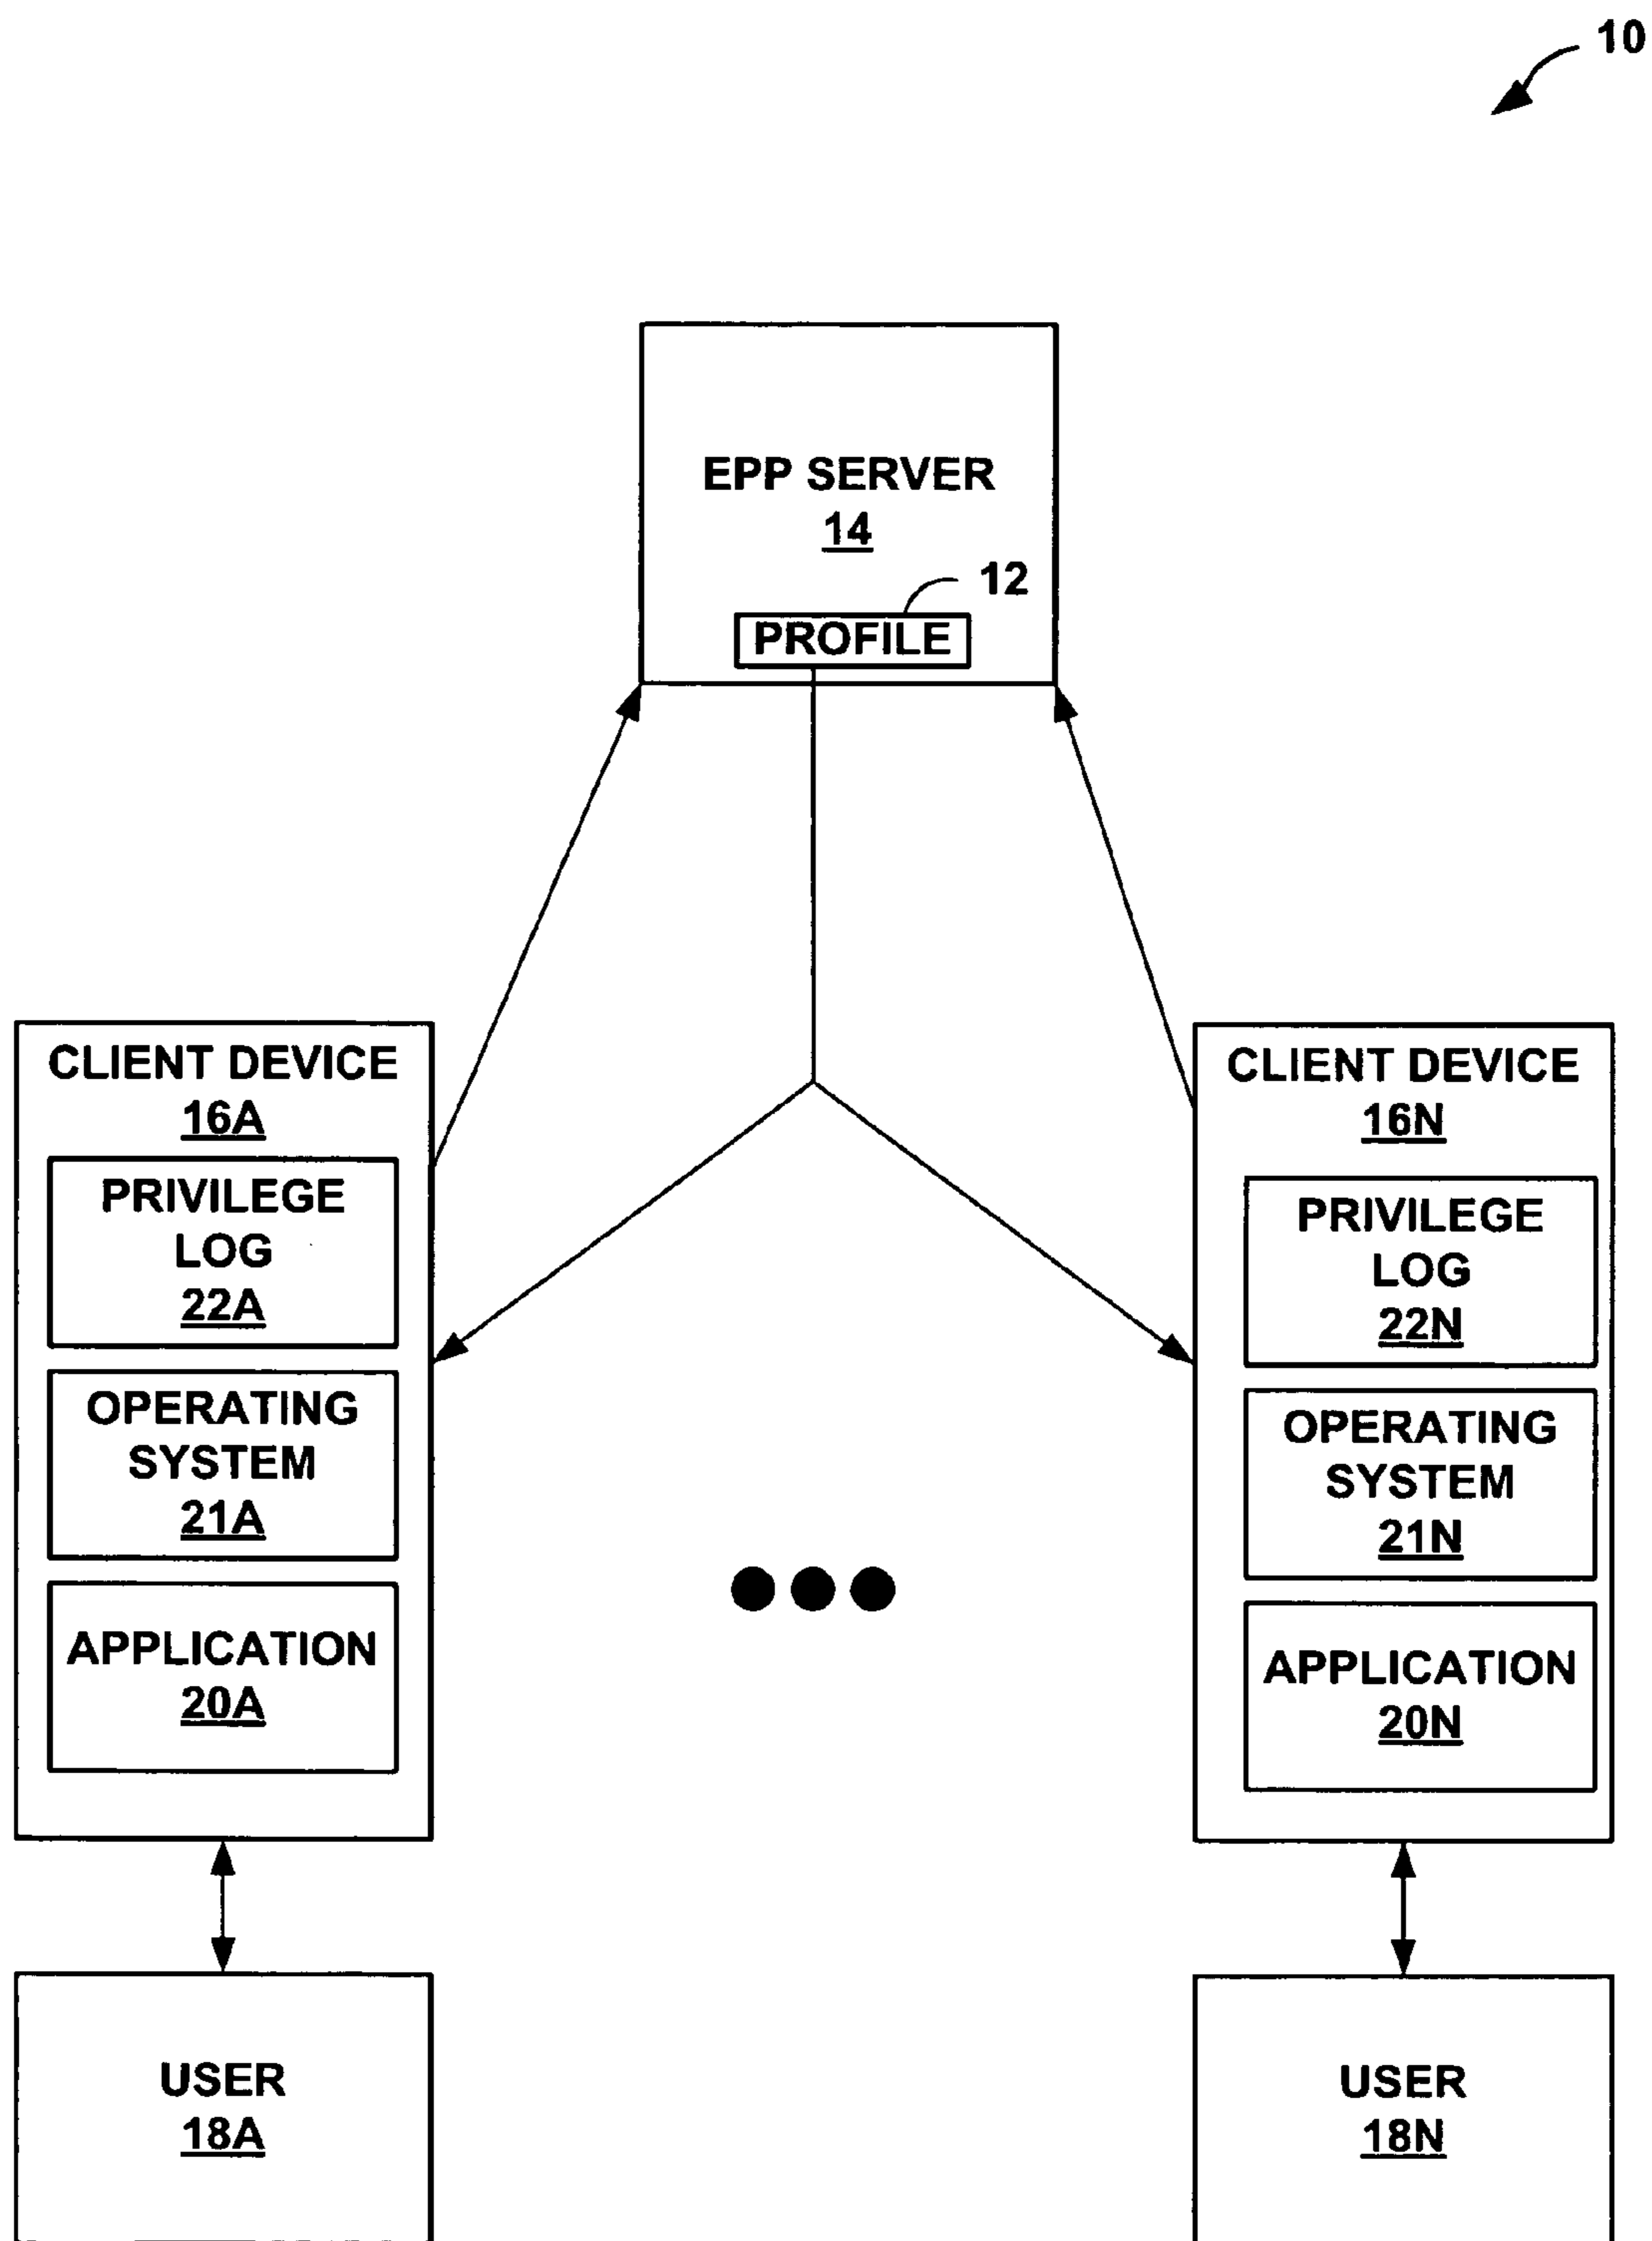 10
EPP SERVER
14
12
PROFILE
CLIENT DEVICE
16A
PRIVILEGE
LOG
22A
OPERATING
SYSTEM
21A
APPLICATION
20A
CLIENT DEVICE
16N
PRIVILEGE
LOG
22N
OPERATING
SYSTEM
21N
APPLICATION
20N
USER
18A
USER
18N